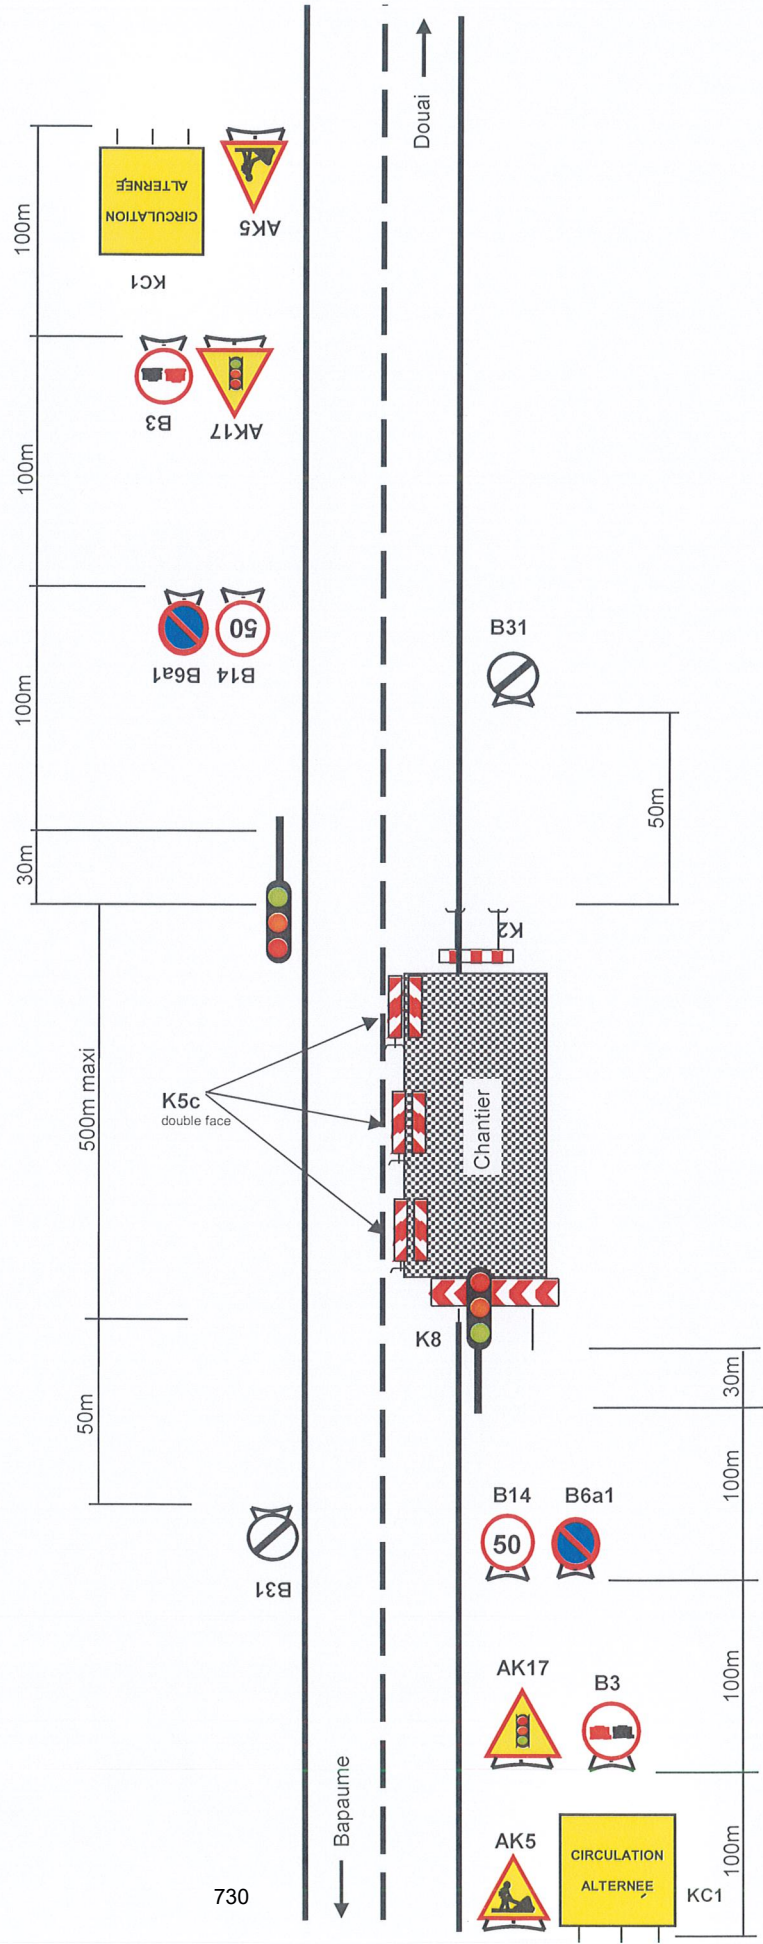 Douai
100m
CIRCULATION
ALTERNÉE
AK5
KC1
100m
B3
AK17
50
B6a1
B14
100m
B31
50m
30m
K2
500m maxi
K5c
double face
Chantier
K8
30m
50m
B14
B6a1
50
100m
B31
AK17
B3
100m
Bapaume
AK5
CIRCULATION
ALTERNÉE
KC1
100m
730